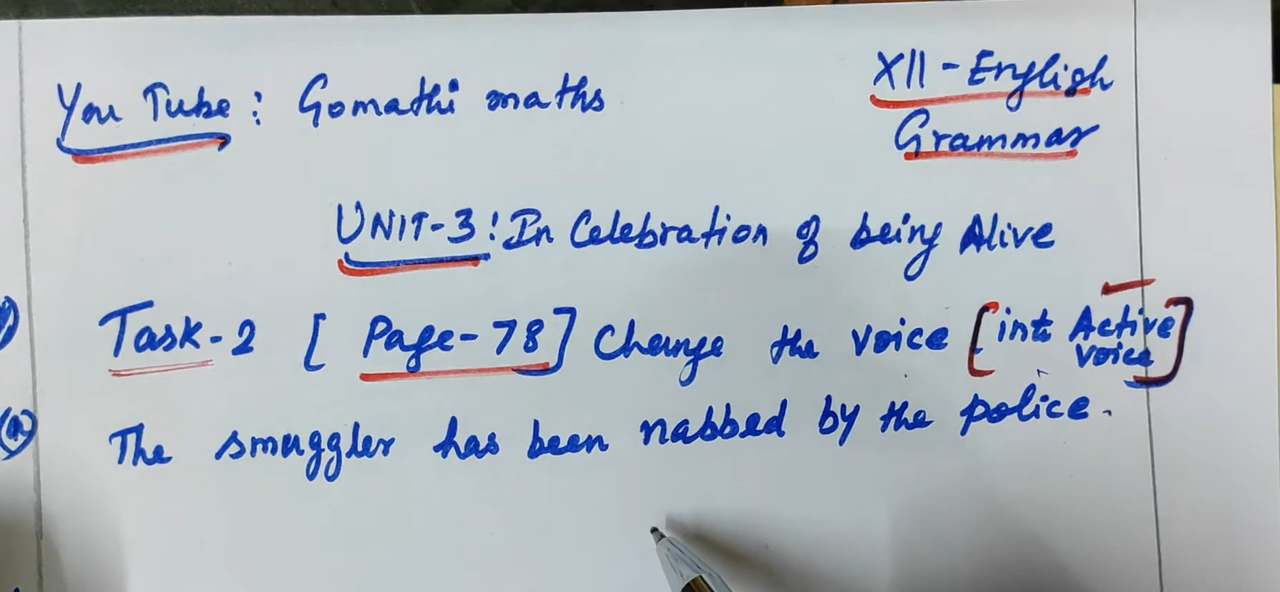 You Tube: Gomathi maths
XII - English
Grammar
UNIT-3: In Celebration of being Alive
Task-2 [Page-78] Change the voice [into Active voice]
(a) The smuggler has been nabbed by the police.